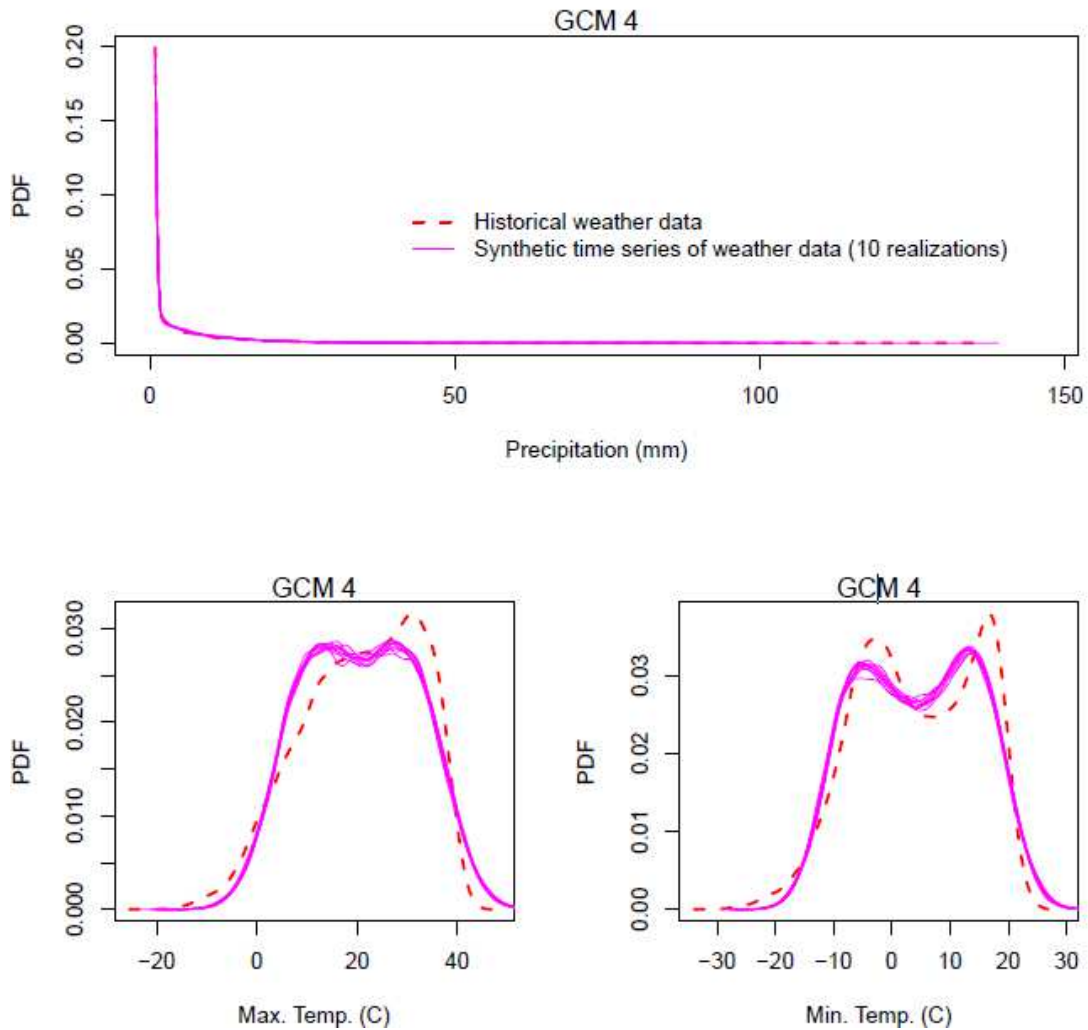 GCM 4
0.20
0.15
0.10
0.05
0.00
PDF
Historical weather data
Synthetic time series of weather data (10 realizations)
0 50 100 150
Precipitation (mm)
GCM 4
0.030
0.020
0.010
0.000
PDF
−20 0 20 40
Max. Temp. (C)
GCM 4
0.03
0.02
0.01
0.00
PDF
−30 −20 −10 0 10 20 30
Min. Temp. (C)